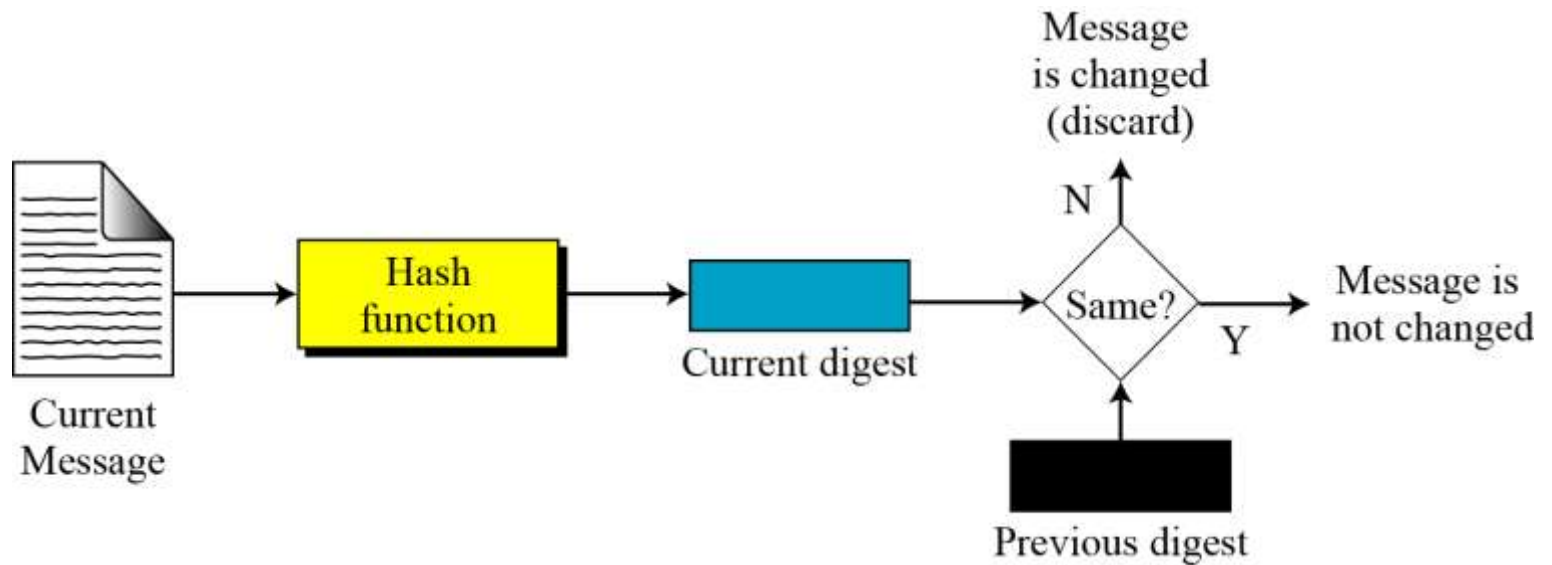 Message
is changed
(discard)
N
Hash
function
Same?
Y
Message is
not changed
Current digest
Current
Message
Previous digest